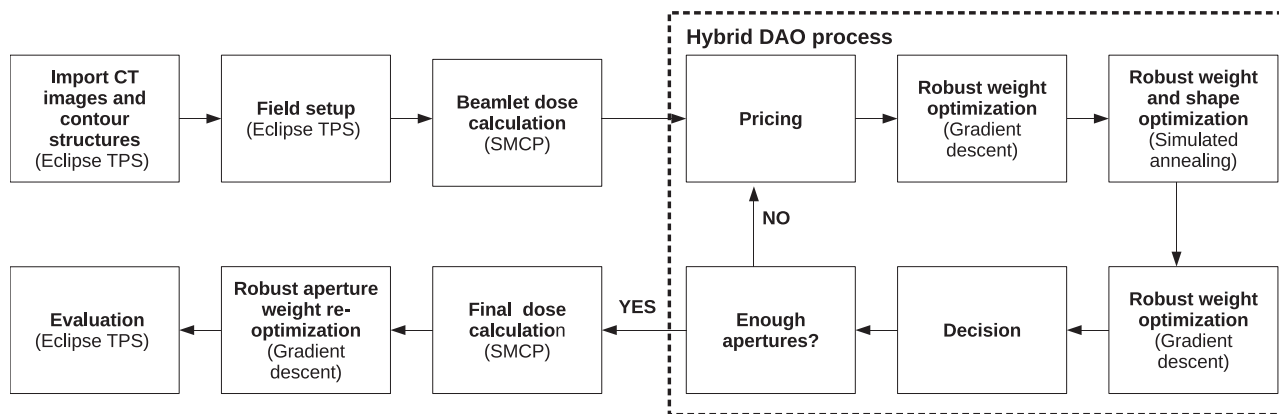 Hybrid DAO process
Import CT
images and
contour
structures
(Eclipse TPS)
Field setup
(Eclipse TPS)
Beamlet dose
calculation
(SMCP)
Pricing
Robust weight
optimization
(Gradient
descent)
Robust weight
and shape
optimization
(Simulated
annealing)
NO
Robust weight
optimization
(Gradient
descent)
Decision
Enough
apertures?
YES
Final dose
calculation
(SMCP)
Robust aperture
weight re-
optimization
(Gradient
descent)
Evaluation
(Eclipse TPS)